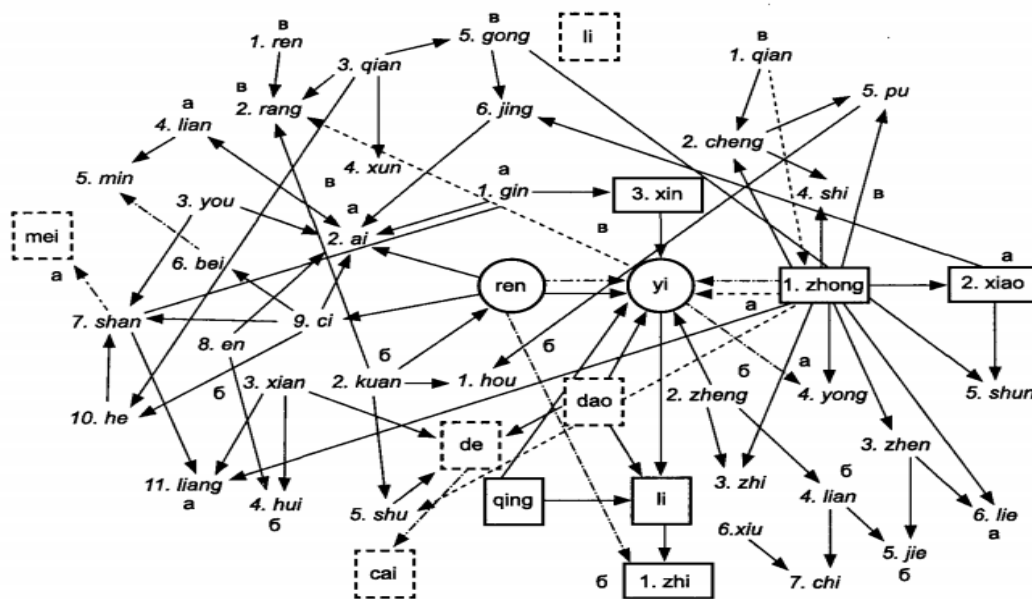 в
1. ren
в
5. gong
li
в
1. qian
3. qian
в
2. rang
5. pu
а
4. lian
6. jing
2. cheng
4. xun
5. min
а
1. gin
3. xin
4. shi
в
3. you
в
а
2. ai
mei
в
6. bei
ren
yi
1. zhong
а
2. xiao
а
а
7. shan
9. ci
8. en
б
б
б
3. xian
2. kuan
1. hou
dao
2. zheng
а
4. yong
5. shun
10. he
de
3. zhen
11. liang
а
4. hui
б
5. shu
qing
li
3. zhi
б
4. lian
6. lie
а
6.xiu
5. jie
б
cai
б
1. zhi
7. chi